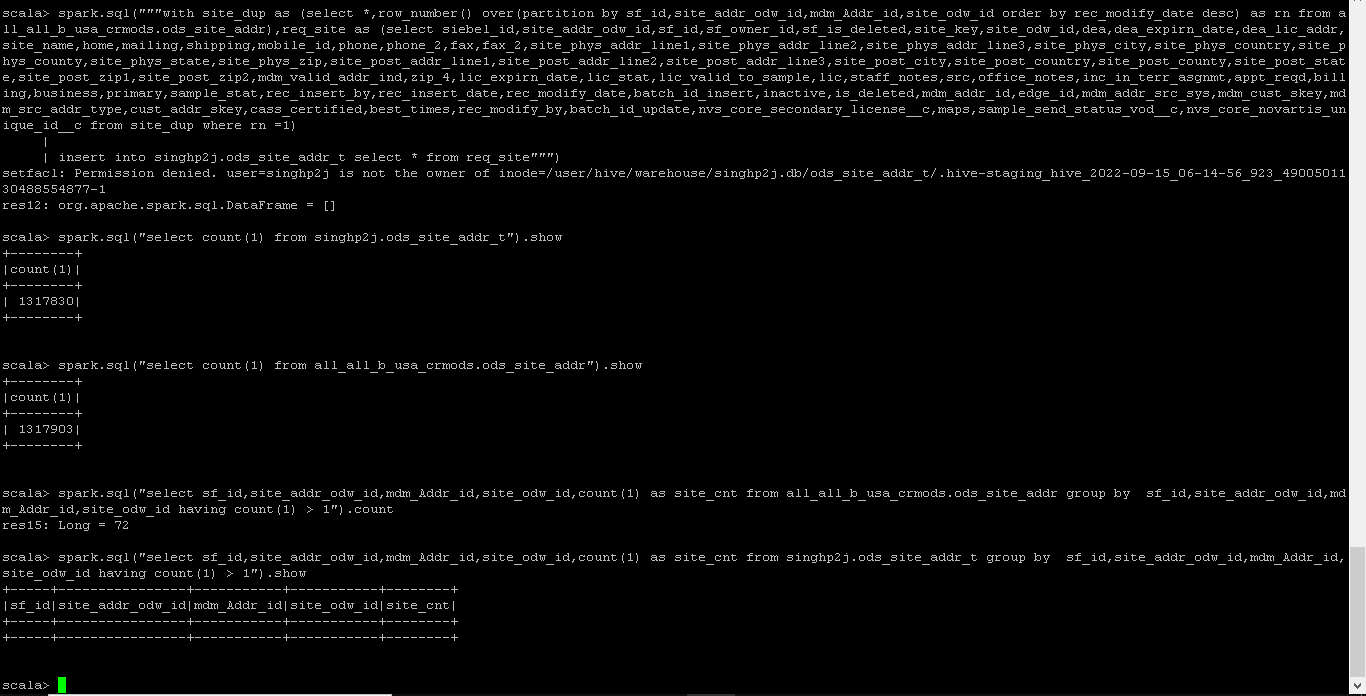 scala> spark.sql("""with site_dup as (select *,row_number() over(partition by sf_id,site_addr_odw_id,mdm_Addr_id,site_odw_id order by rec_modify_date desc) as rn from a
ll_all_b_usa_crmods.ods_site_addr),req_site as (select siebel_id,site_addr_odw_id,sf_id,sf_owner_id,sf_is_deleted,site_key,site_odw_id,dea,dea_expirn_date,dea_lic_addr,
site_name,home,mailing,shipping,mobile_id,phone,phone_2,fax,fax_2,site_phys_addr_line1,site_phys_addr_line2,site_phys_addr_line3,site_phys_city,site_phys_country,site_p
hys_county,site_phys_state,site_phys_zip,site_post_addr_line1,site_post_addr_line2,site_post_addr_line3,site_post_city,site_post_country,site_post_county,site_post_stat
e,site_post_zip1,site_post_zip2,mdm_valid_addr_ind,zip_4,lic_expirn_date,lic_stat,lic_valid_to_sample,lic,staff_notes,src,office_notes,inc_in_terr_asgnmt,appt_reqd,bill
ing,business,primary,sample_stat,rec_insert_by,rec_insert_date,rec_modify_date,batch_id_insert,inactive,is_deleted,mdm_addr_id,edge_id,mdm_addr_src_sys,mdm_cust_skey,md
m_src_addr_type,cust_addr_skey,cass_certified,best_times,rec_modify_by,batch_id_update,nvs_core_secondary_license__c,maps,sample_send_status_vod__c,nvs_core_novartis_un
ique_id__c from site_dup where rn =1)
     |
     | insert into singhp2j.ods_site_addr_t select * from req_site""")
setfacl: Permission denied. user=singhp2j is not the owner of inode=/user/hive/warehouse/singhp2j.db/ods_site_addr_t/.hive-staging_hive_2022-09-15_06-14-56_923_49005011
30488554877-1
res12: org.apache.spark.sql.DataFrame = []
scala> spark.sql("select count(1) from singhp2j.ods_site_addr_t").show
+--------+
|count(1)|
+--------+
| 1317830|
+--------+
scala> spark.sql("select count(1) from all_all_b_usa_crmods.ods_site_addr").show
+--------+
|count(1)|
+--------+
| 1317903|
+--------+
scala> spark.sql("select sf_id,site_addr_odw_id,mdm_Addr_id,site_odw_id,count(1) as site_cnt from all_all_b_usa_crmods.ods_site_addr group by  sf_id,site_addr_odw_id,md
m_Addr_id,site_odw_id having count(1) > 1").count
res15: Long = 72
scala> spark.sql("select sf_id,site_addr_odw_id,mdm_Addr_id,site_odw_id,count(1) as site_cnt from singhp2j.ods_site_addr_t group by  sf_id,site_addr_odw_id,mdm_Addr_id,
site_odw_id having count(1) > 1").show
+-----+----------------+-----------+-----------+--------+
|sf_id|site_addr_odw_id|mdm_Addr_id|site_odw_id|site_cnt|
+-----+----------------+-----------+-----------+--------+
+-----+----------------+-----------+-----------+--------+
scala>